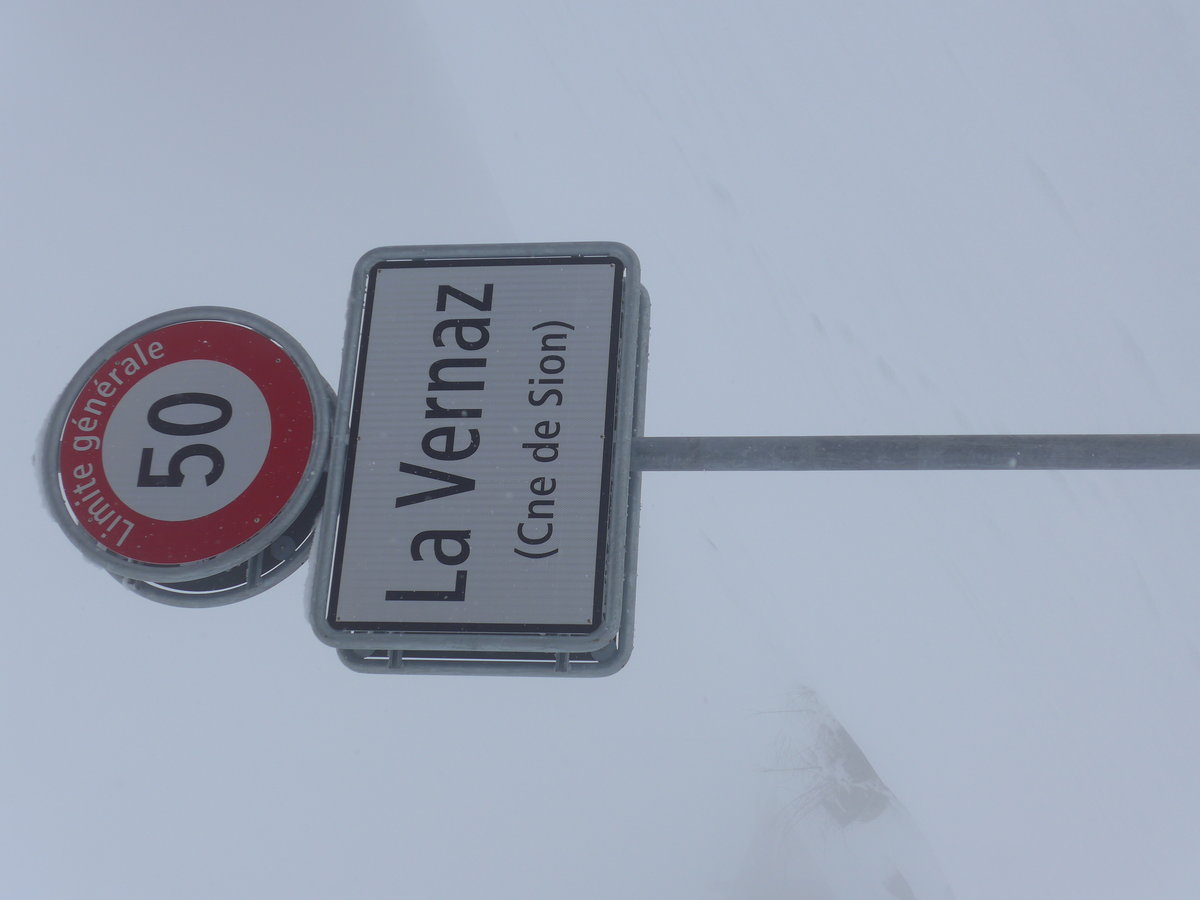 Limite générale
50
La Vernaz
(Cne de Sion)